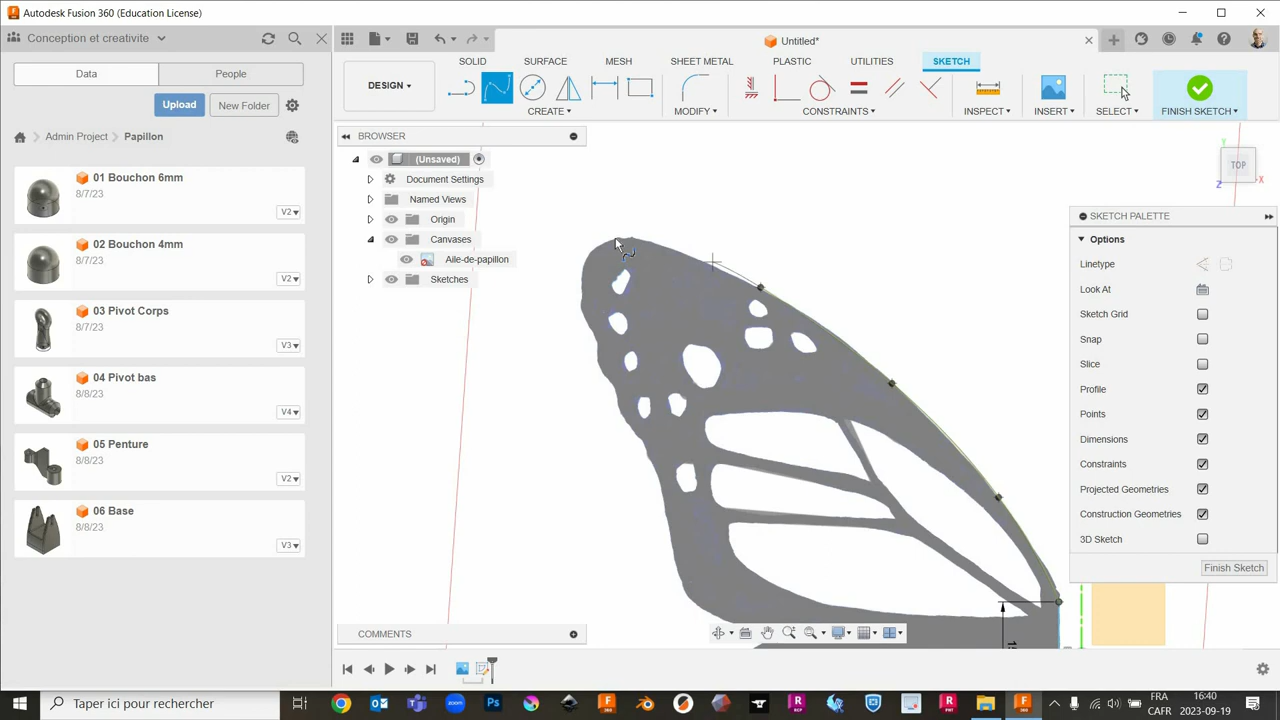 Autodesk Fusion 360 (Education License)
Conception et creativite
Untitled*
Data
People
Upload
New Folder
Admin Project
Papillon
01 Bouchon 6mm
8/7/23
V2
02 Bouchon 4mm
8/7/23
V2
03 Pivot Corps
8/7/23
V3
04 Pivot bas
8/8/23
V4
05 Penture
8/8/23
V2
06 Base
8/8/23
V3
DESIGN
SOLID
SURFACE
MESH
SHEET METAL
PLASTIC
UTILITIES
SKETCH
CREATE
MODIFY
CONSTRAINTS
INSPECT
INSERT
SELECT
FINISH SKETCH
BROWSER
(Unsaved)
Document Settings
Named Views
Origin
Canvases
Aile-de-papillon
Sketches
TOP
Y
X
Z
SKETCH PALETTE
Options
Linetype
Look At
Sketch Grid
Snap
Slice
Profile
Points
Dimensions
Constraints
Projected Geometries
Construction Geometries
3D Sketch
Finish Sketch
COMMENTS
Taper ici pour rechercher
FRA
CAFR
16:40
2023-09-19